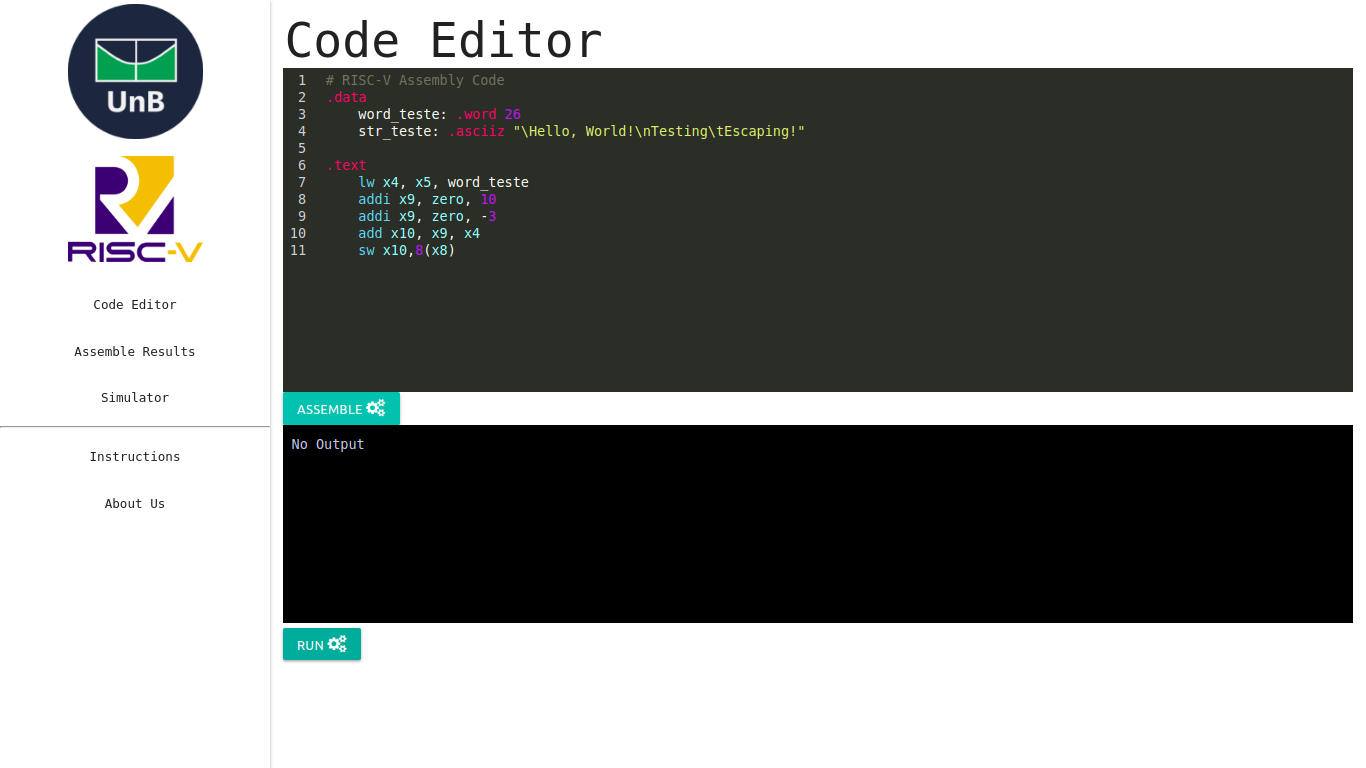 UnB
RISC-V
Code Editor
Assemble Results
Simulator
Instructions
About Us
Code Editor
1 # RISC-V Assembly Code
2 .data
3     word_teste: .word 26
4     str_teste: .asciiz "\Hello, World!\nTesting\tEscaping!"
5
6 .text
7     lw x4, x5, word_teste
8     addi x9, zero, 10
9     addi x9, zero, -3
10     add x10, x9, x4
11     sw x10,8(x8)
ASSEMBLE
No Output
RUN